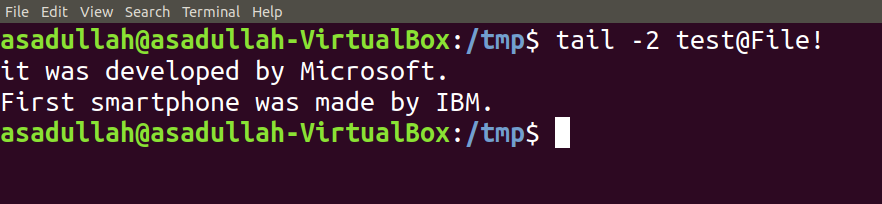 File Edit View Search Terminal Help
asadullah@asadullah-VirtualBox:/tmp$ tail -2 test@File!
it was developed by Microsoft.
First smartphone was made by IBM.
asadullah@asadullah-VirtualBox:/tmp$